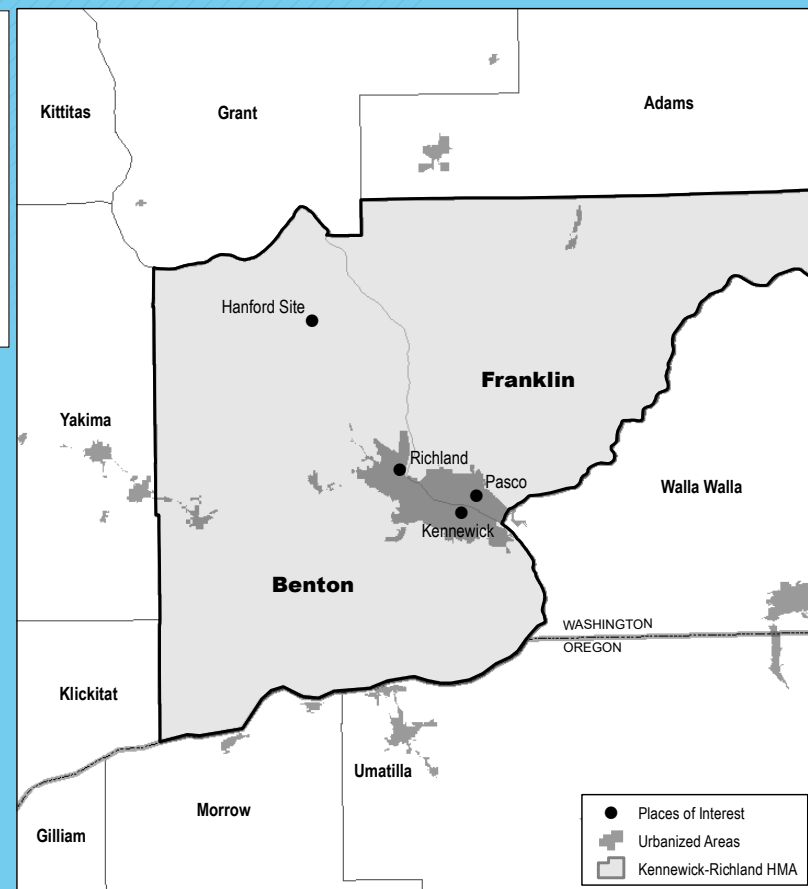 Kittitas
Grant
Adams
Hanford Site
Franklin
Yakima
Richland
Pasco
Walla Walla
Kennewick
Benton
WASHINGTON
OREGON
Klickitat
Umatilla
Morrow
Gilliam
Places of Interest
Urbanized Areas
Kennewick-Richland HMA